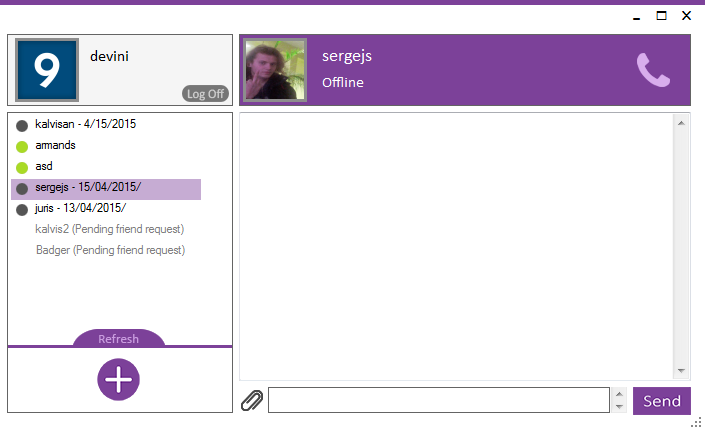 9
devini
Log Off
sergejs
Offline
kalvisan - 4/15/2015
armands
asd
sergejs - 15/04/2015/
juris - 13/04/2015/
kalvis2 (Pending friend request)
Badger (Pending friend request)
Refresh
Send